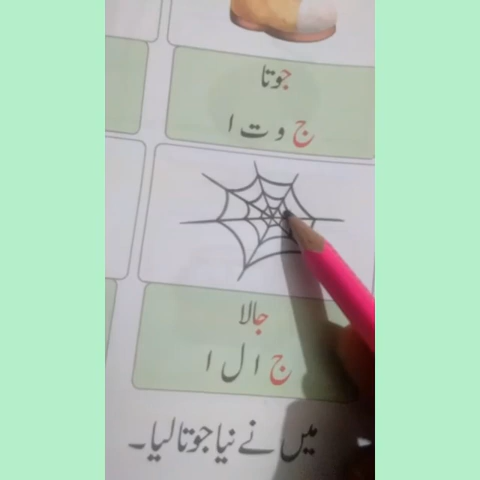 جوتا
ج و ت ا
جالا
ج ا ل ا
میں نے نیا جوتا لیا۔